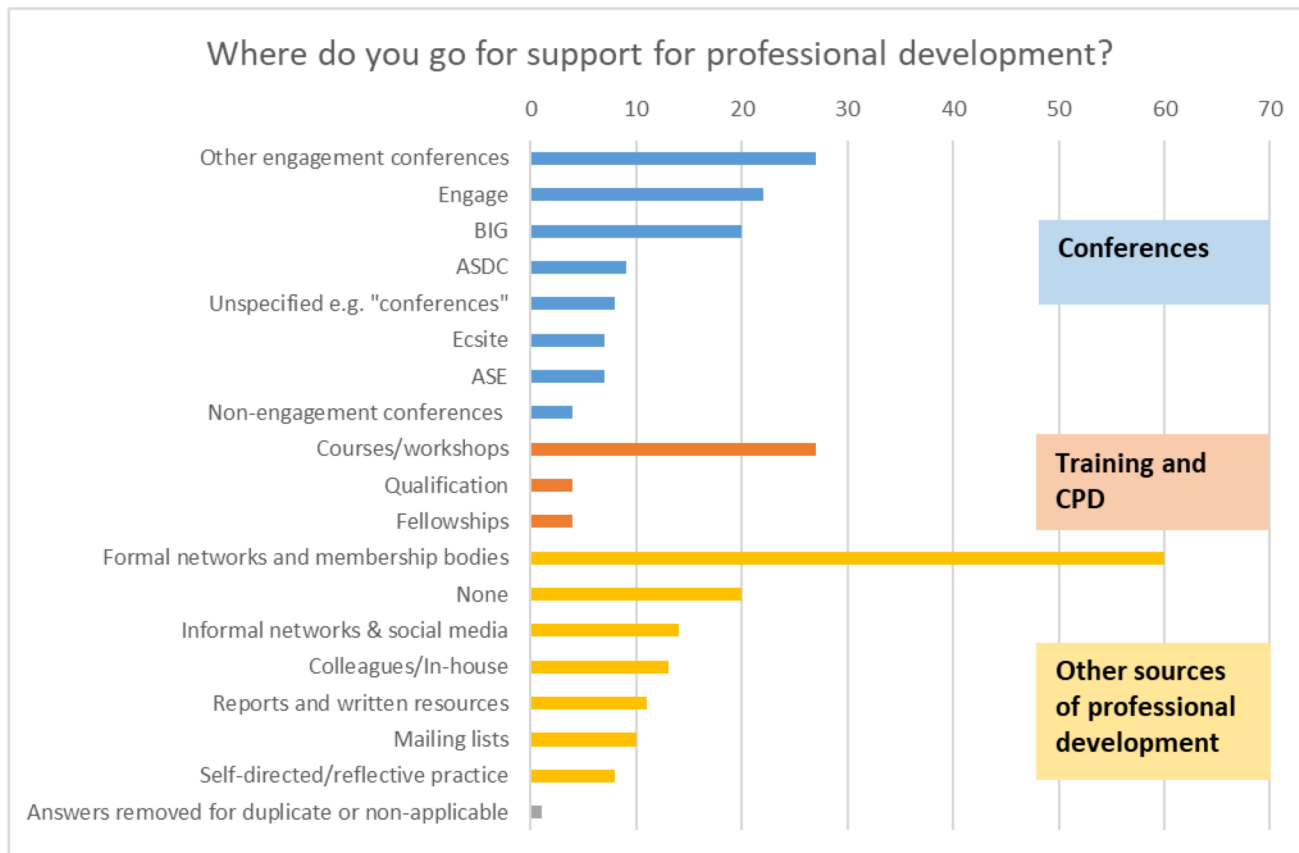 Where do you go for support for professional development?
0 10 20 30 40 50 60 70
Other engagement conferences
Engage
BIG
ASDC
Unspecified e.g. "conferences"
Ecsite
ASE
Non-engagement conferences
Courses/workshops
Qualification
Fellowships
Formal networks and membership bodies
None
Informal networks & social media
Colleagues/In-house
Reports and written resources
Mailing lists
Self-directed/reflective practice
Answers removed for duplicate or non-applicable
Conferences
Training and
CPD
Other sources
of professional
development